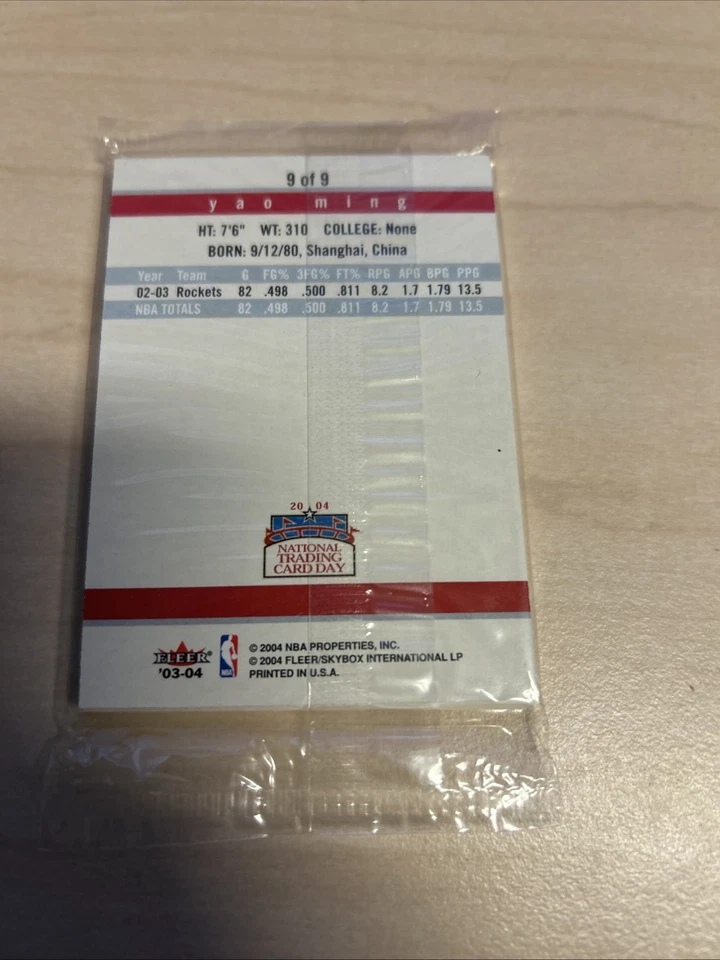 9 of 9
yao ming
HT: 7'6" WT: 310 COLLEGE: None
BORN: 9/12/80, Shanghai, China
Year Team G FG% 3FG% FT% RPG APG BPG PPG
02-03 Rockets 82 .498 .500 .811 8.2 1.7 1.79 13.5
NBA TOTALS 82 .498 .500 .811 8.2 1.7 1.79 13.5
20 04
NATIONAL
TRADING
CARD DAY
FLEER®
'03-04
NBA
© 2004 NBA PROPERTIES, INC.
© 2004 FLEER/SKYBOX INTERNATIONAL LP
PRINTED IN U.S.A.